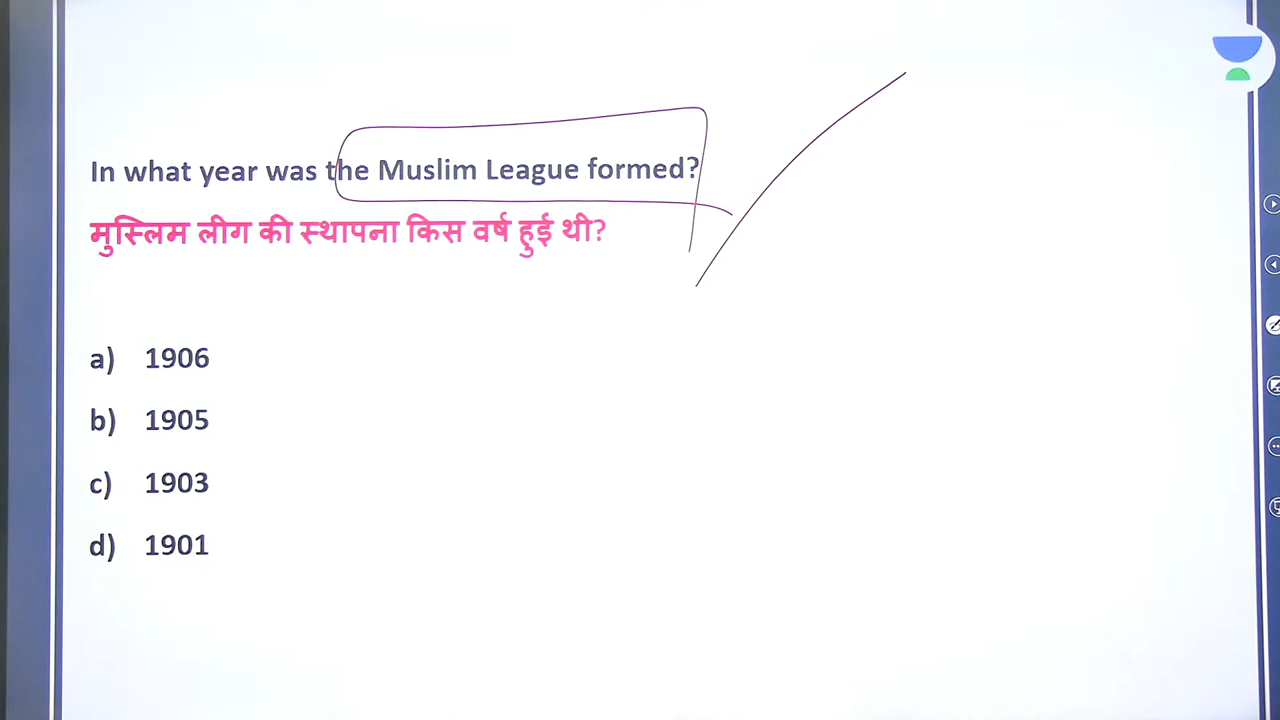 In what year was the Muslim League formed?
मुस्लिम लीग की स्थापना किस वर्ष हुई थी?
a) 1906
b) 1905
c) 1903
d) 1901